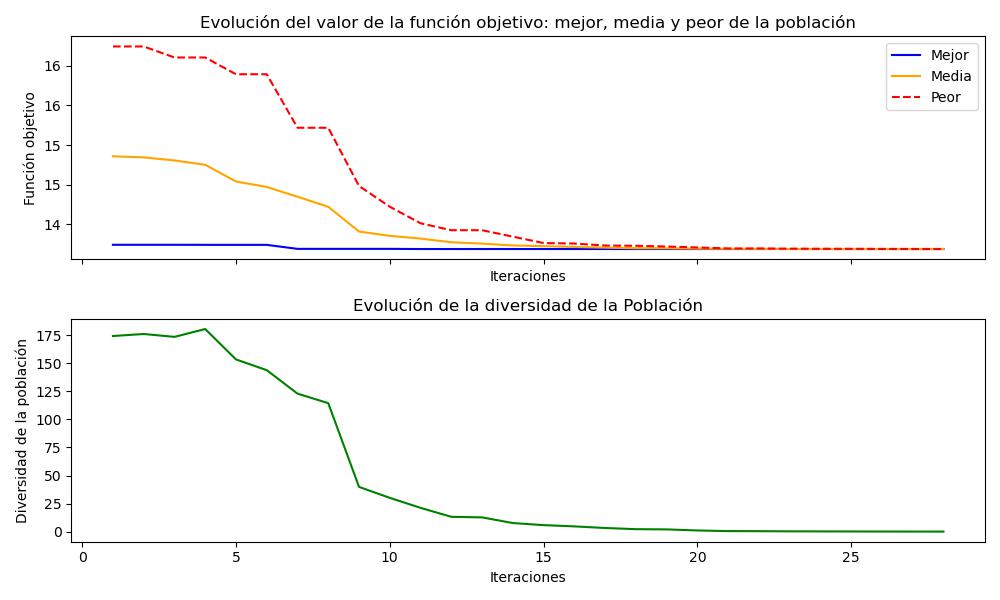 Evolución del valor de la función objetivo: mejor, media y peor de la población
Función objetivo
16
16
15
15
14
Mejor
Media
Peor
Iteraciones
Evolución de la diversidad de la Población
Diversidad de la población
175
150
125
100
75
50
25
0
0 5 10 15 20 25
Iteraciones